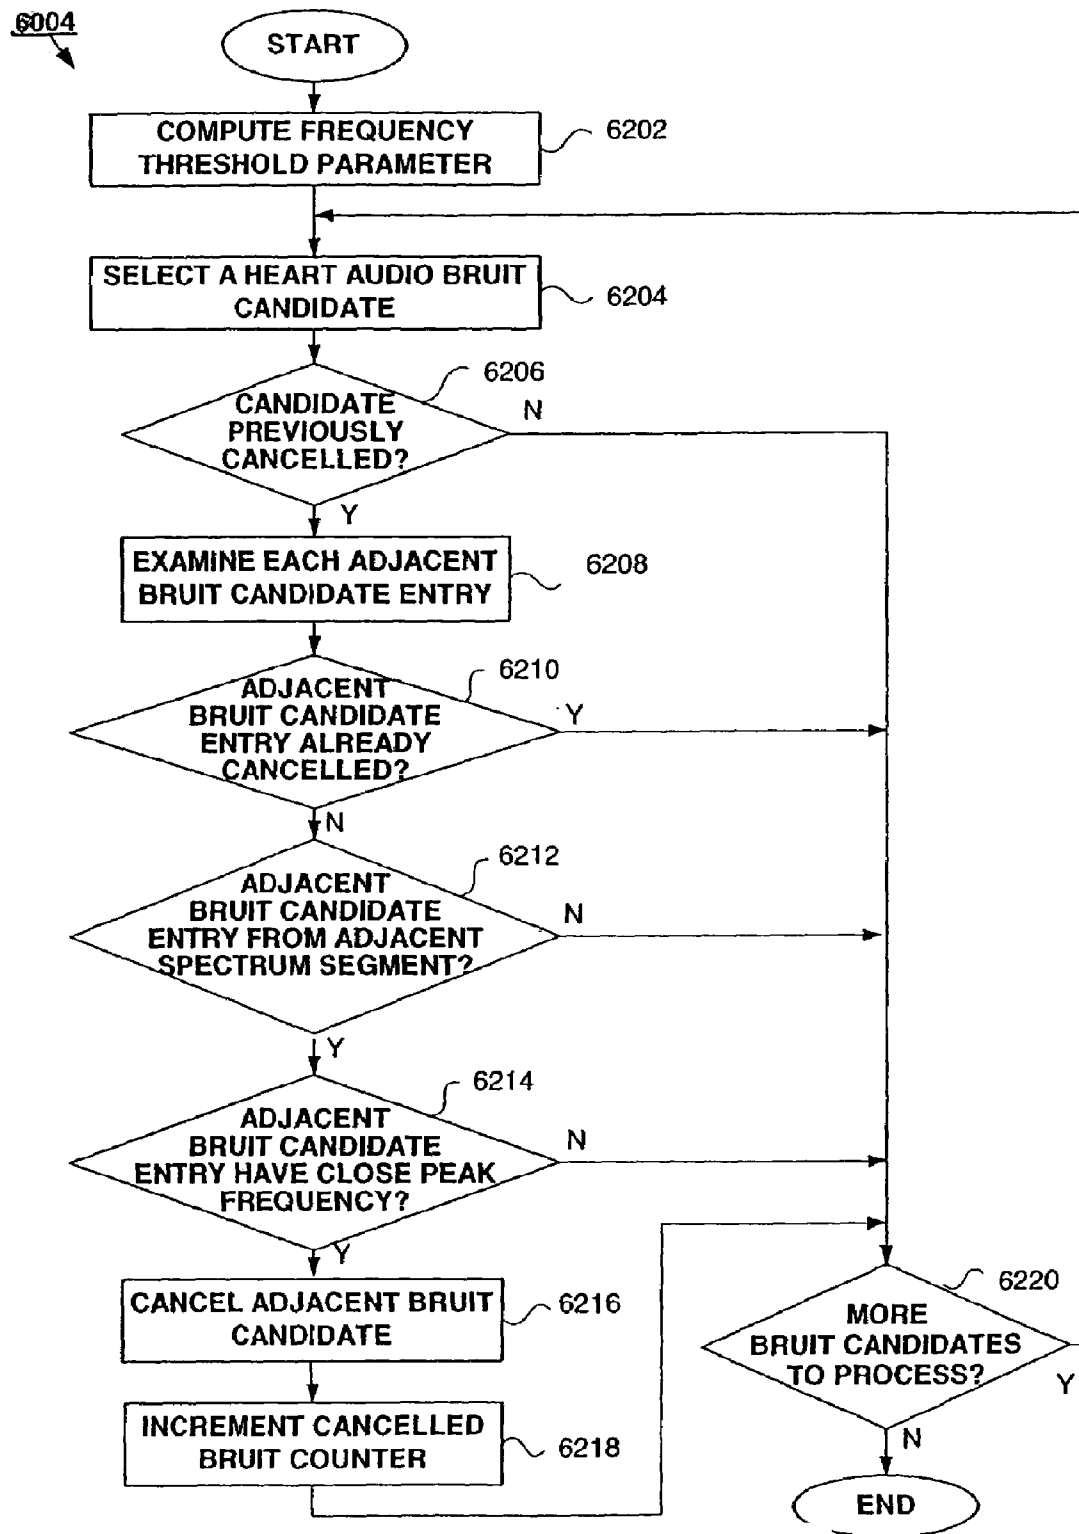 6004
START
COMPUTE FREQUENCY
THRESHOLD PARAMETER
6202
SELECT A HEART AUDIO BRUIT
CANDIDATE
6204
6206
CANDIDATE
PREVIOUSLY
CANCELLED?
N
Y
EXAMINE EACH ADJACENT
BRUIT CANDIDATE ENTRY
6208
6210
ADJACENT
BRUIT CANDIDATE
ENTRY ALREADY
CANCELLED?
Y
N
6212
ADJACENT
BRUIT CANDIDATE
ENTRY FROM ADJACENT
SPECTRUM SEGMENT?
N
Y
6214
ADJACENT
BRUIT CANDIDATE
ENTRY HAVE CLOSE PEAK
FREQUENCY?
N
Y
CANCEL ADJACENT BRUIT
CANDIDATE
6216
INCREMENT CANCELLED
BRUIT COUNTER
6218
6220
MORE
BRUIT CANDIDATES
TO PROCESS?
Y
N
END